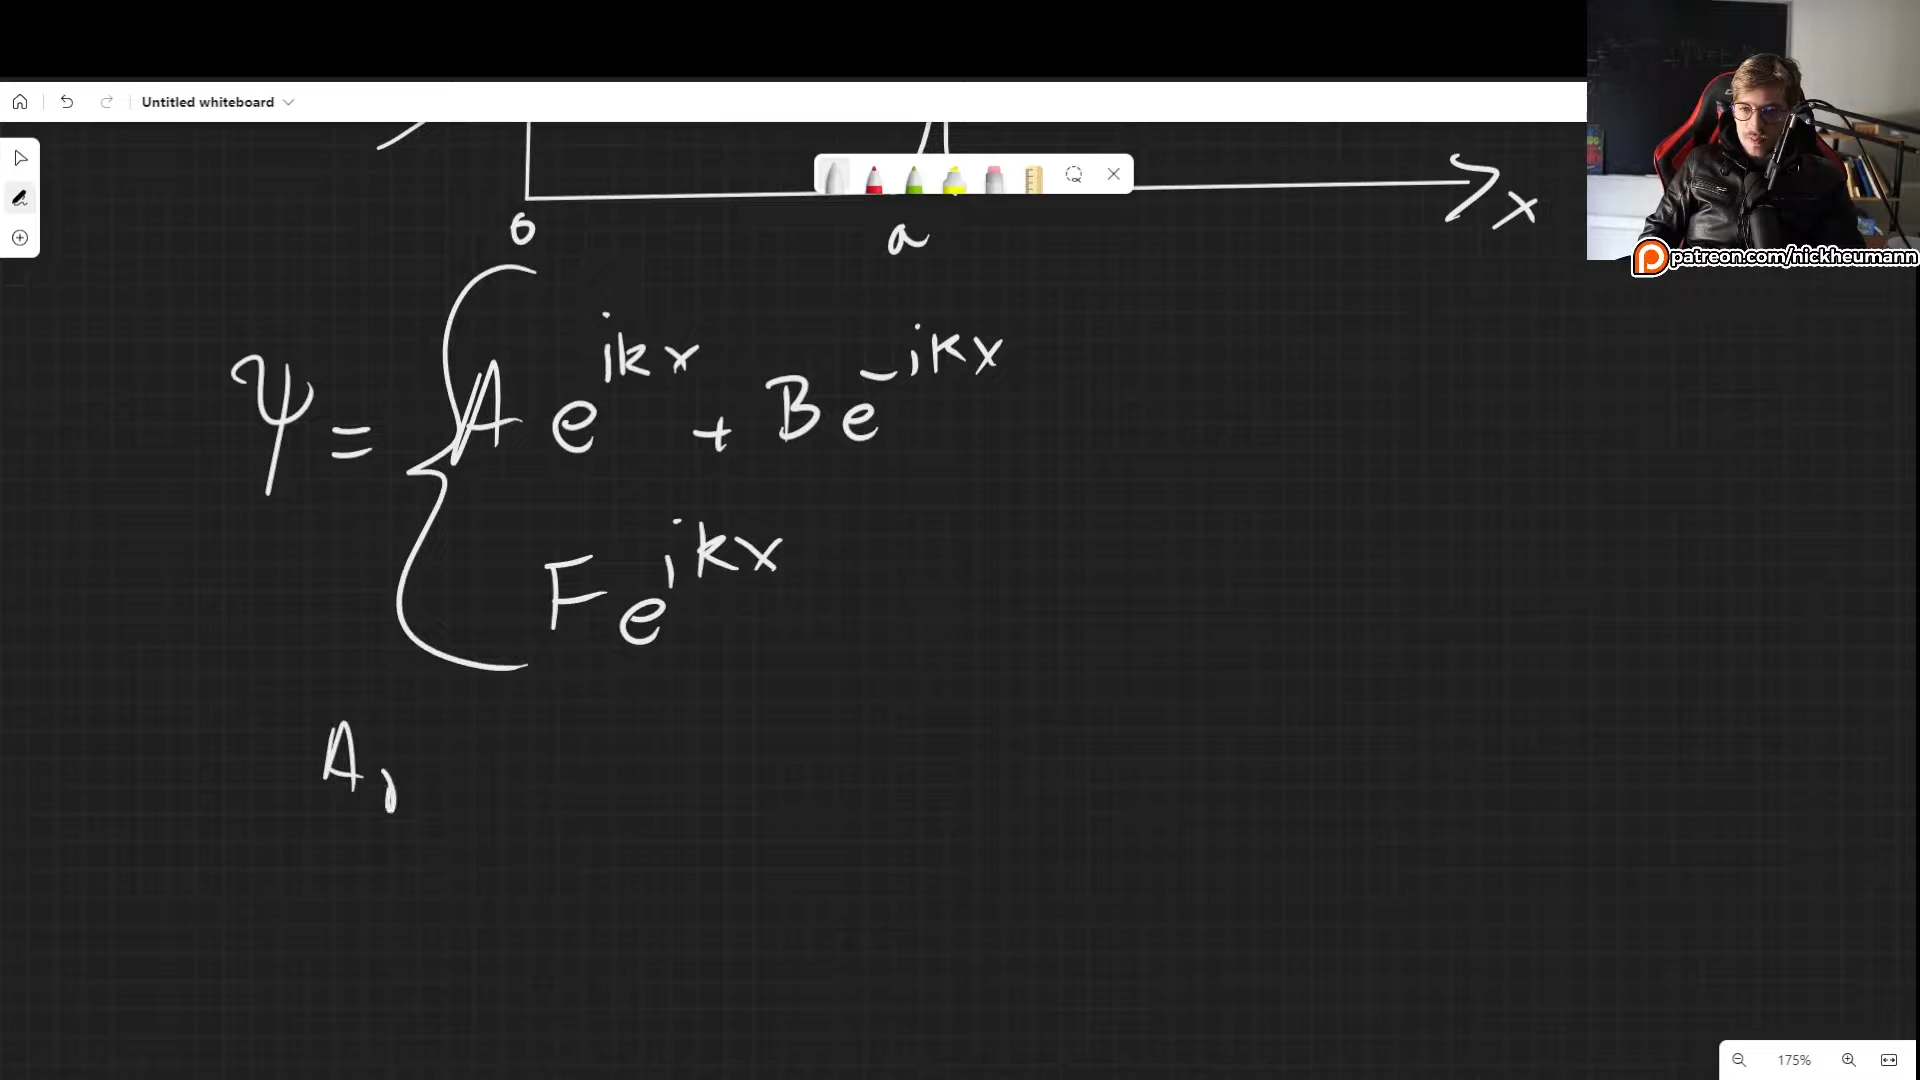 Untitled whiteboard
patreon.com/nickheumann
x
0
a
ψ = { A e^{ikx} + B e^{-ikx}
F e^{ikx}
A,
175%